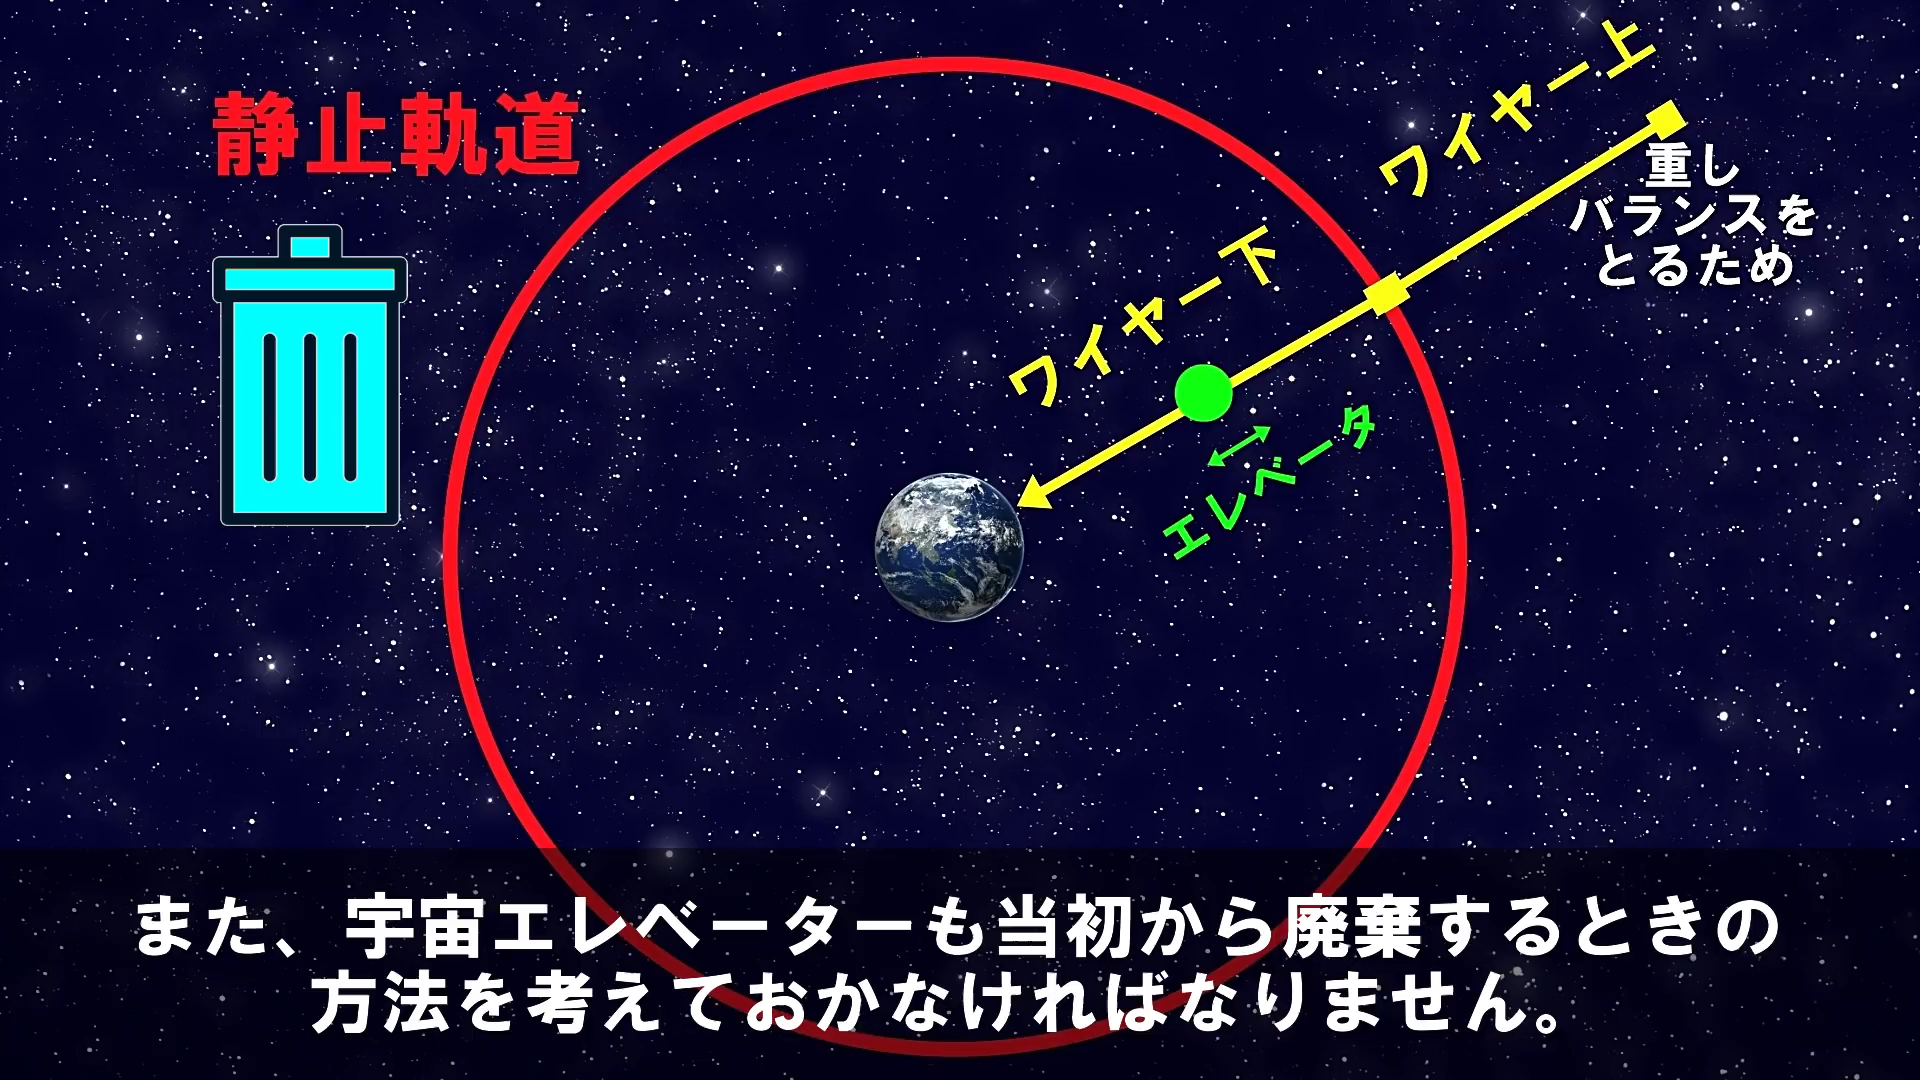 静止軌道
ワイヤー上
重し
バランスを
とるため
ワイヤー下
エレベータ
また、宇宙エレベーターも当初から廃棄するときの
方法を考えておかなければなりません。